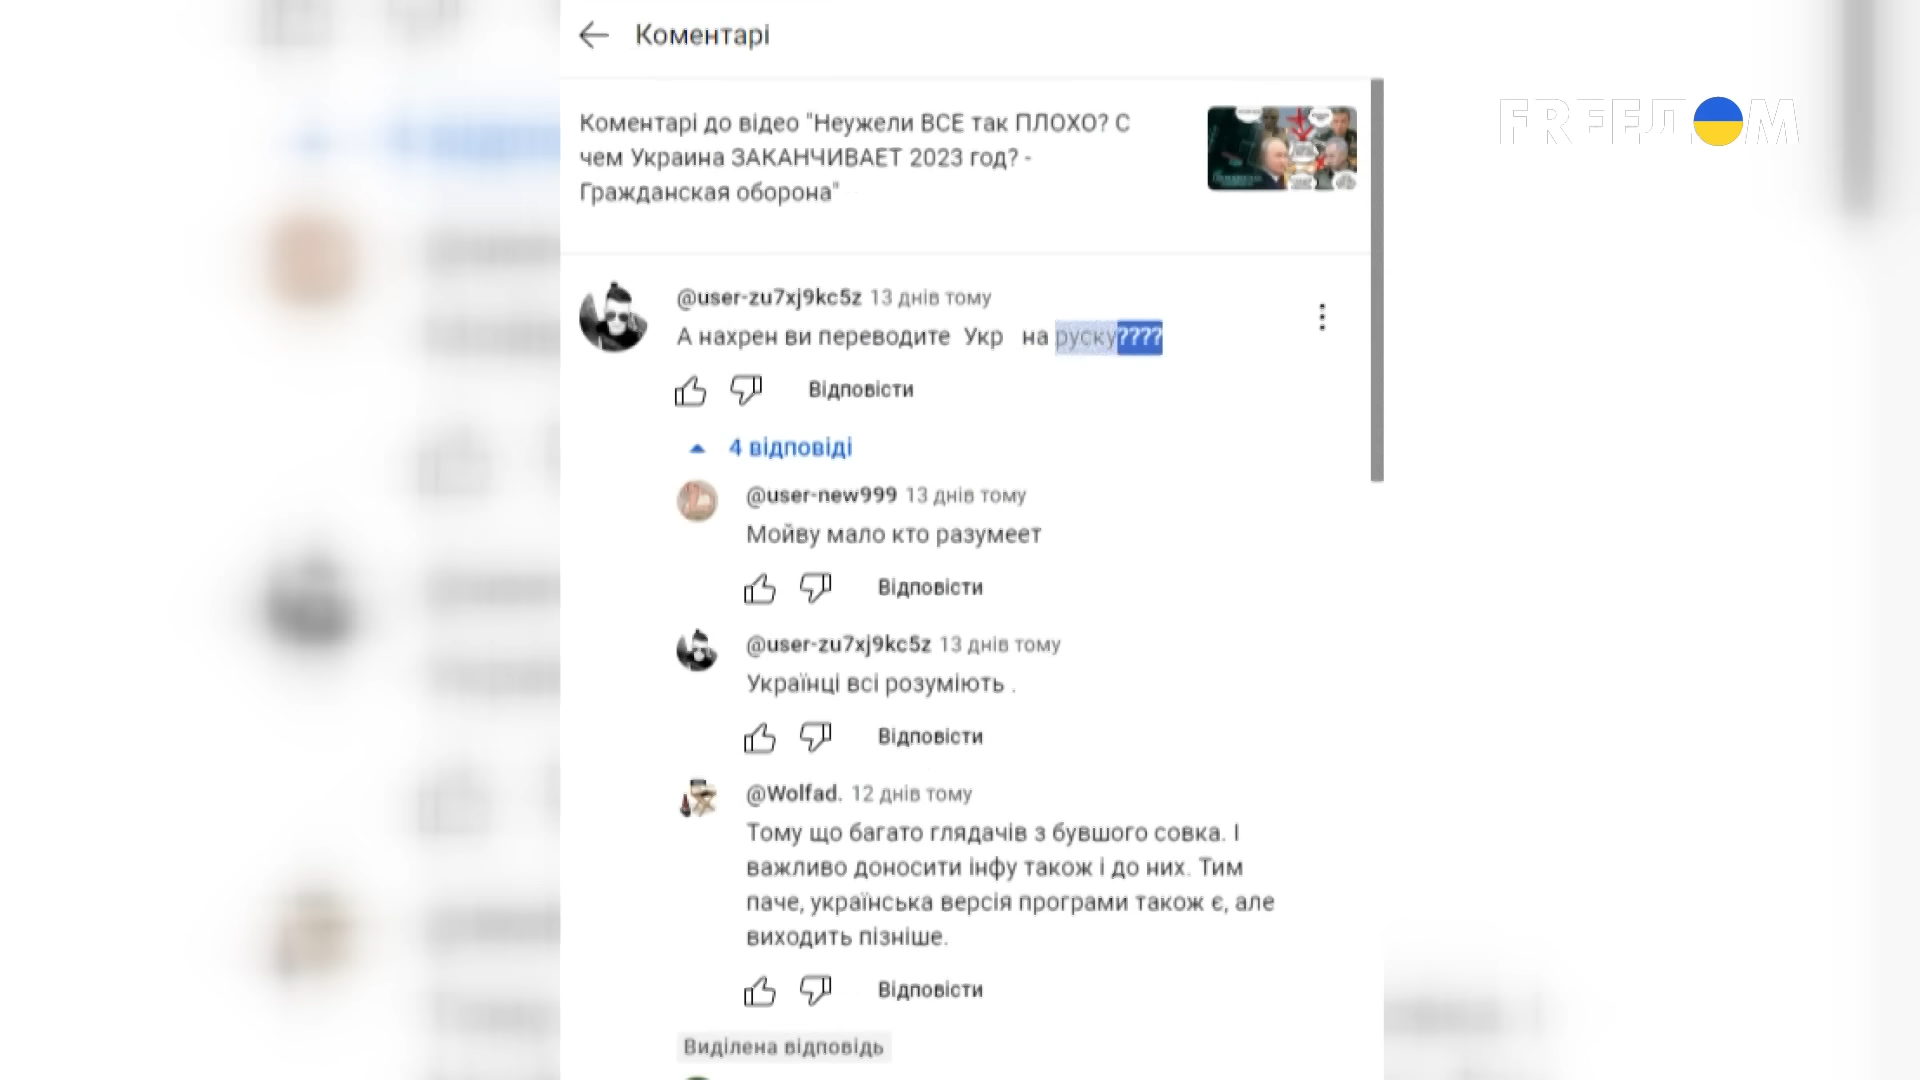 Коментарі
FREEДОМ
Коментарі до відео "Неужели ВСЕ так ПЛОХО? С
чем Украина ЗАКАНЧИВАЕТ 2023 год? -
Гражданская оборона"
@user-zu7xj9kc5z 13 днів тому
А нахрен ви переводите Укр на руску????
Відповісти
4 відповіді
@user-new999 13 днів тому
Мойву мало кто разумеет
Відповісти
@user-zu7xj9kc5z 13 днів тому
Українці всі розуміють .
Відповісти
@Wolfad. 12 днів тому
Тому що багато глядачів з бувшого совка. І
важливо доносити інфу також і до них. Тим
паче, українська версія програми також є, але
виходить пізніше.
Відповісти
Виділена відповідь